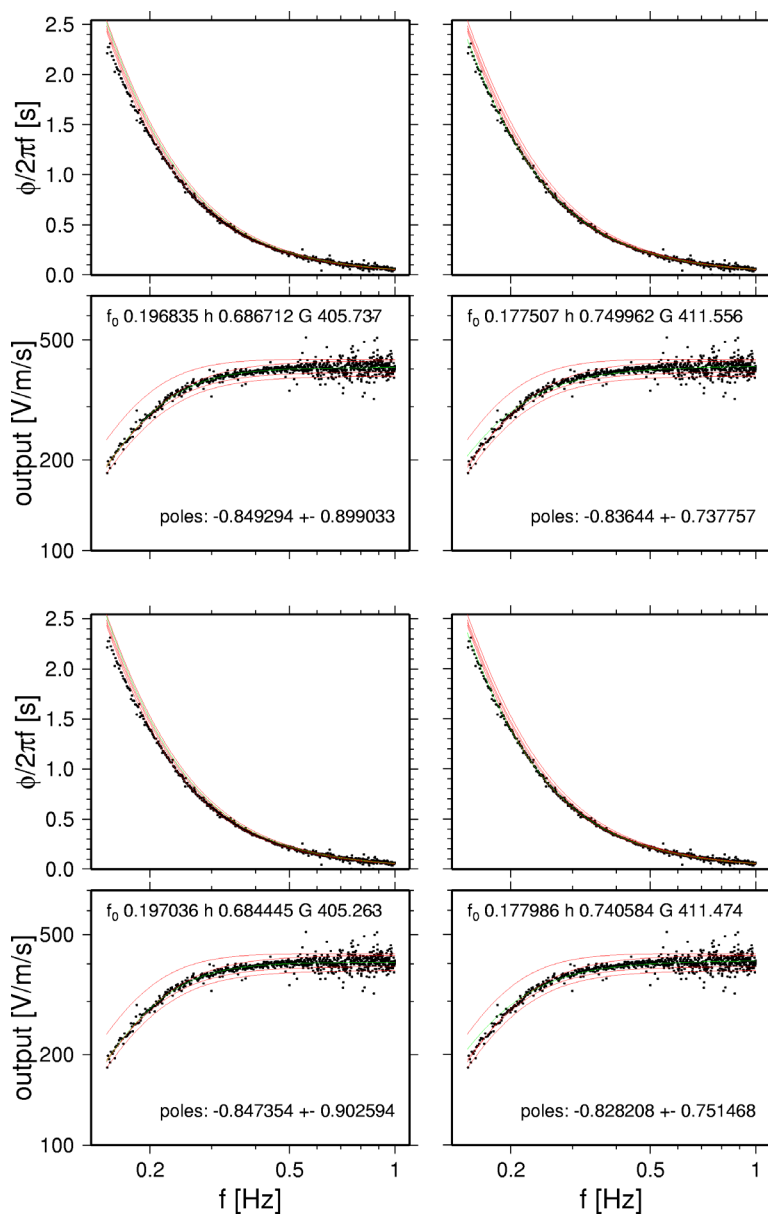 2.5
2.0
1.5
1.0
0.5
0.0
ϕ/2πf [s]
f0 0.196835 h 0.686712 G 405.737
f0 0.177507 h 0.749962 G 411.556
500
200
100
output [V/m/s]
poles: -0.849294 +- 0.899033
poles: -0.83644 +- 0.737757
2.5
2.0
1.5
1.0
0.5
0.0
ϕ/2πf [s]
f0 0.197036 h 0.684445 G 405.263
f0 0.177986 h 0.740584 G 411.474
500
200
100
output [V/m/s]
poles: -0.847354 +- 0.902594
poles: -0.828208 +- 0.751468
0.2 0.5 1
0.2 0.5 1
f [Hz]
f [Hz]